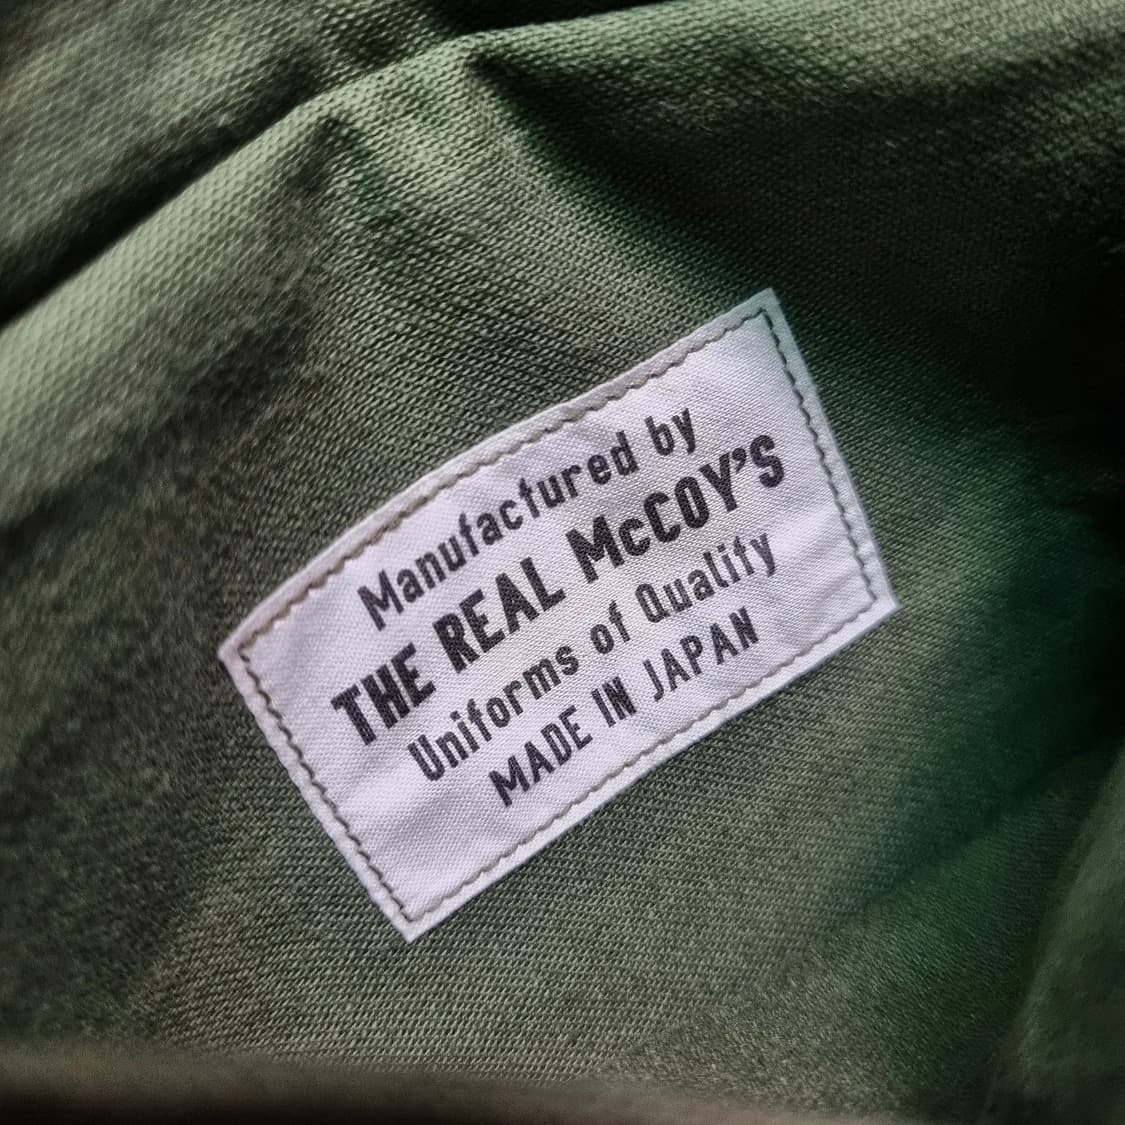 Manufactured by
THE REAL McCOY'S
Uniforms of Quality
MADE IN JAPAN